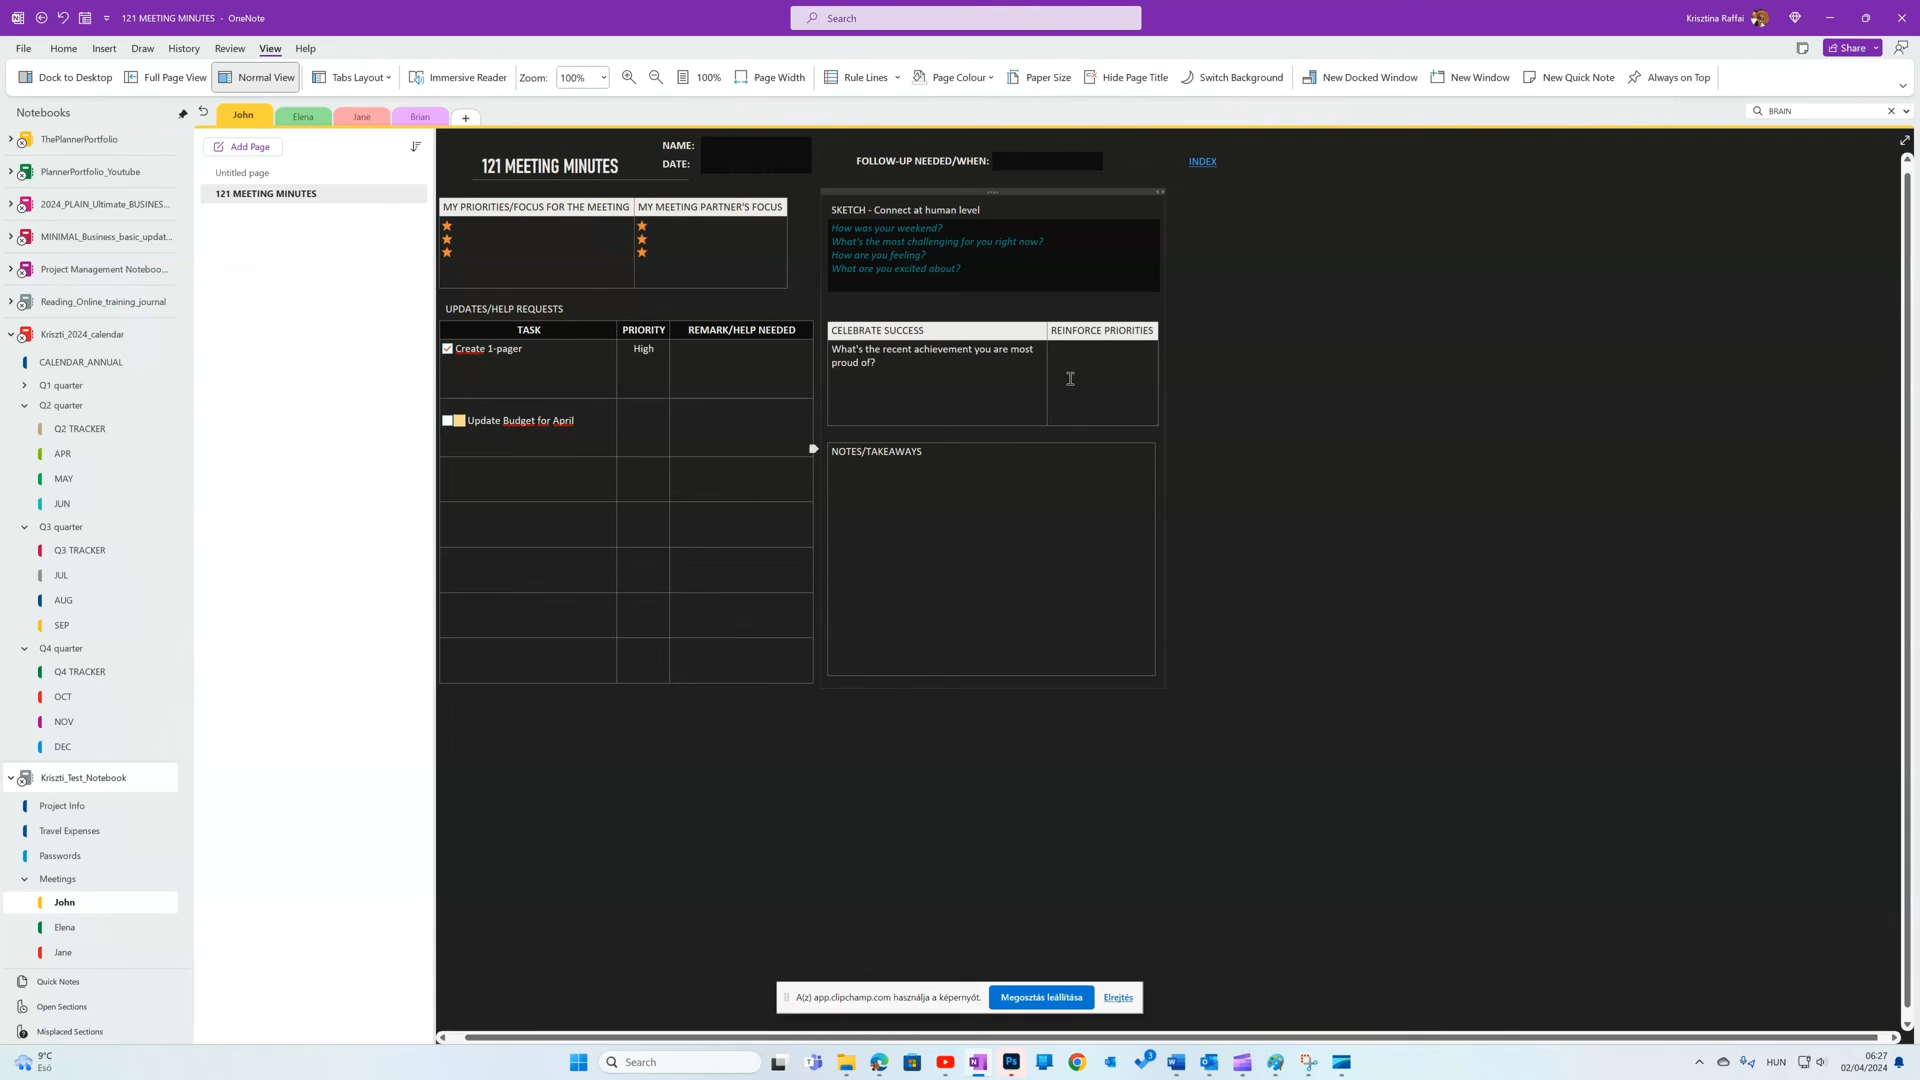 121 MEETING MINUTES - OneNote
Search
Krisztina Raffai
File Home Insert Draw History Review View Help
Share
Dock to Desktop Full Page View Normal View Tabs Layout Immersive Reader Zoom: 100% 100% Page Width Rule Lines Page Colour Paper Size Hide Page Title Switch Background New Docked Window New Window New Quick Note Always on Top
Notebooks
John Elena Jane Brian
BRAIN
ThePlannerPortfolio
PlannerPortfolio_Youtube
2024_PLAIN_Ultimate_BUSINES...
MINIMAL_Business_basic_updat...
Project Management Noteboo...
Reading_Online_training_journal
Kriszti_2024_calendar
CALENDAR_ANNUAL
Q1 quarter
Q2 quarter
Q2 TRACKER
APR
MAY
JUN
Q3 quarter
Q3 TRACKER
JUL
AUG
SEP
Q4 quarter
Q4 TRACKER
OCT
NOV
DEC
Kriszti_Test_Notebook
Project Info
Travel Expenses
Passwords
Meetings
John
Elena
Jane
Quick Notes
Open Sections
Misplaced Sections
Add Page
Untitled page
121 MEETING MINUTES
121 MEETING MINUTES
NAME:
DATE:
FOLLOW-UP NEEDED/WHEN:
INDEX
MY PRIORITIES/FOCUS FOR THE MEETING MY MEETING PARTNER'S FOCUS
UPDATES/HELP REQUESTS
TASK PRIORITY REMARK/HELP NEEDED
Create 1-pager High
Update Budget for April
SKETCH - Connect at human level
How was your weekend?
What's the most challenging for you right now?
How are you feeling?
What are you excited about?
CELEBRATE SUCCESS REINFORCE PRIORITIES
What's the recent achievement you are most
proud of?
NOTES/TAKEAWAYS
A(z) app.clipchamp.com használja a képernyőt. Megosztás leállítása Elrejtés
9°C
Eső
Search
3
HUN
06:27
02/04/2024